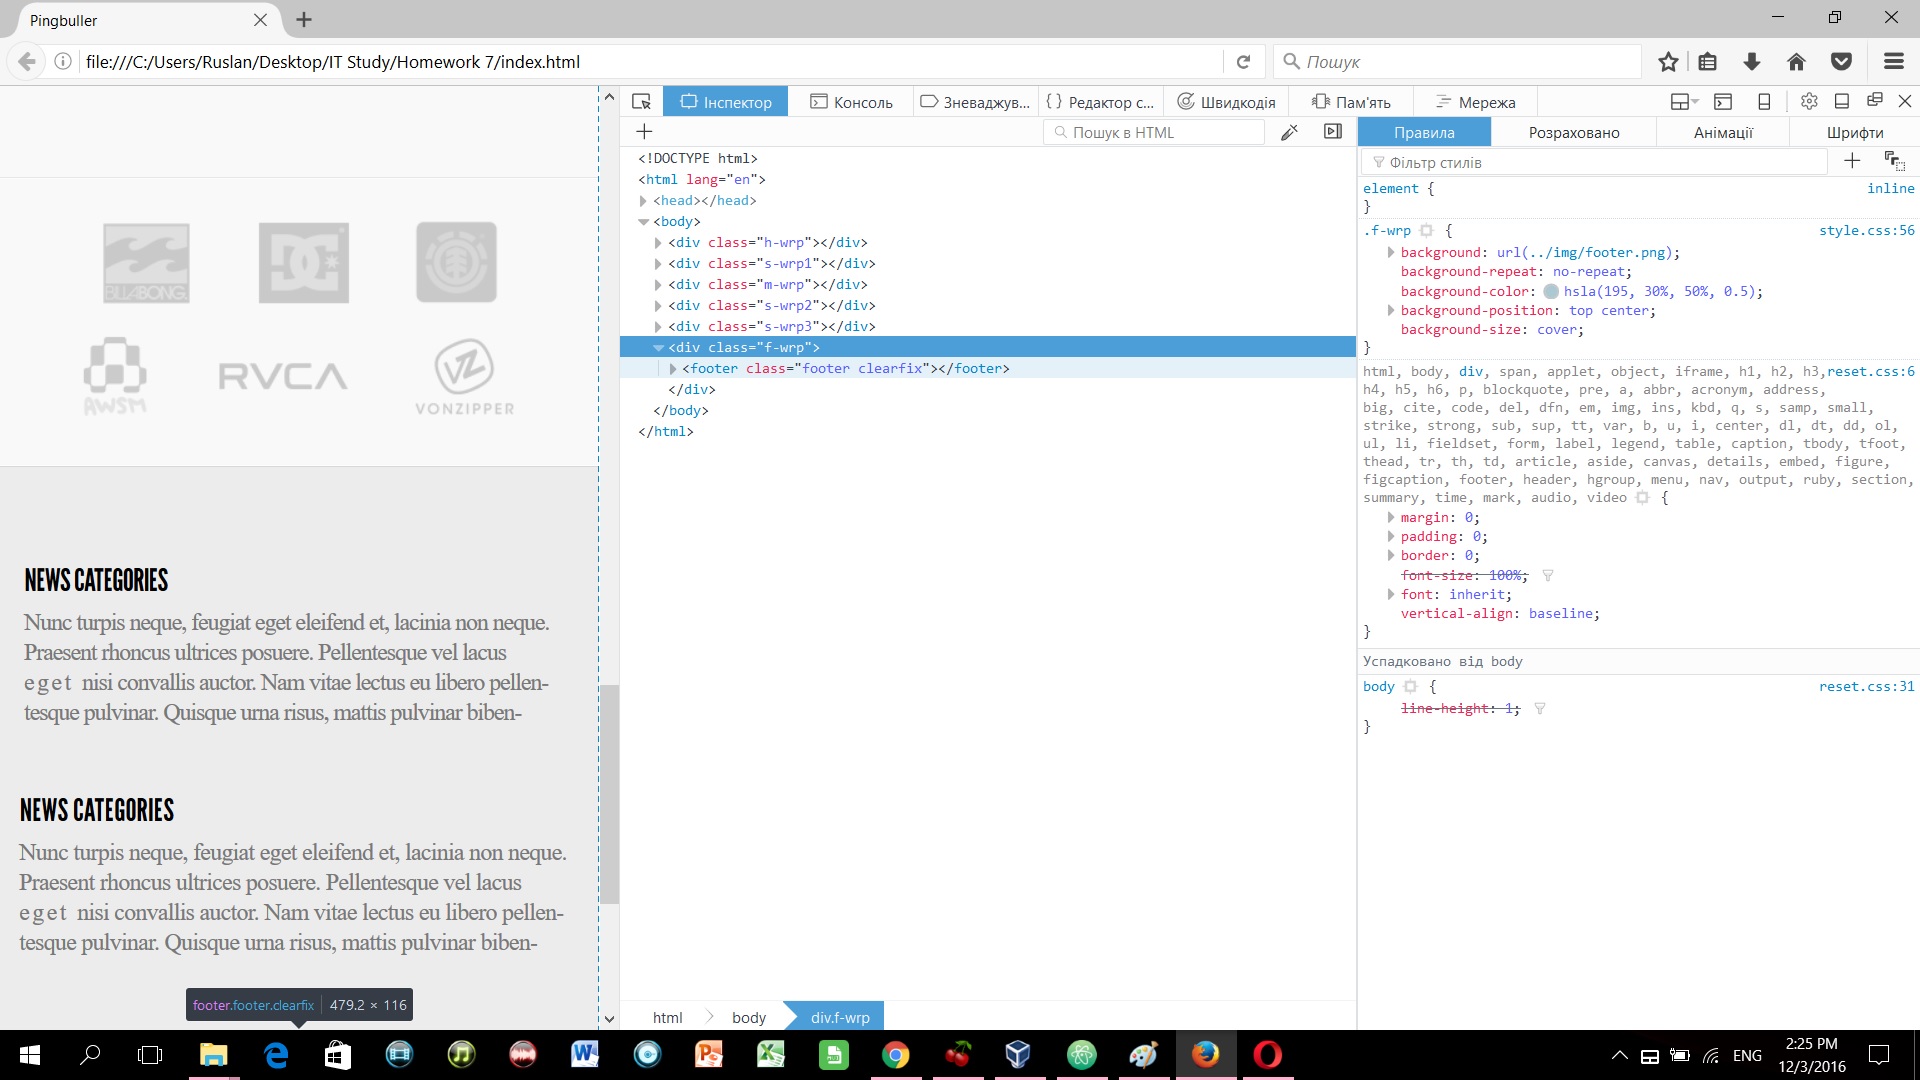 Pingbuller
file:///C:/Users/Ruslan/Desktop/IT Study/Homework 7/index.html
Пошук
Інспектор
Консоль
Зневаджув...
{ } Редактор с...
Швидкодія
Пам'ять
Мережа
Пошук в HTML
Правила
Розраховано
Анімації
Шрифти
Фільтр стилів
BILLABONG
DC
AWSM
RVCA
VZ
VONZIPPER
NEWS CATEGORIES
Nunc turpis neque, feugiat eget eleifend et, lacinia non neque.
Praesent rhoncus ultrices posuere. Pellentesque vel lacus
eget nisi convallis auctor. Nam vitae lectus eu libero pellen-
tesque pulvinar. Quisque urna risus, mattis pulvinar biben-
NEWS CATEGORIES
Nunc turpis neque, feugiat eget eleifend et, lacinia non neque.
Praesent rhoncus ultrices posuere. Pellentesque vel lacus
eget nisi convallis auctor. Nam vitae lectus eu libero pellen-
tesque pulvinar. Quisque urna risus, mattis pulvinar biben-
footer.footer.clearfix | 479.2 × 116
<!DOCTYPE html>
<html lang="en">
<head></head>
<body>
<div class="h-wrp"></div>
<div class="s-wrp1"></div>
<div class="m-wrp"></div>
<div class="s-wrp2"></div>
<div class="s-wrp3"></div>
<div class="f-wrp">
<footer class="footer clearfix"></footer>
</div>
</body>
</html>
html
body
div.f-wrp
element { inline
}
.f-wrp { style.css:56
background: url(../img/footer.png);
background-repeat: no-repeat;
background-color: hsla(195, 30%, 50%, 0.5);
background-position: top center;
background-size: cover;
}
html, body, div, span, applet, object, iframe, h1, h2, h3, reset.css:6
h4, h5, h6, p, blockquote, pre, a, abbr, acronym, address,
big, cite, code, del, dfn, em, img, ins, kbd, q, s, samp, small,
strike, strong, sub, sup, tt, var, b, u, i, center, dl, dt, dd, ol,
ul, li, fieldset, form, label, legend, table, caption, tbody, tfoot,
thead, tr, th, td, article, aside, canvas, details, embed, figure,
figcaption, footer, header, hgroup, menu, nav, output, ruby, section,
summary, time, mark, audio, video {
margin: 0;
padding: 0;
border: 0;
font-size: 100%;
font: inherit;
vertical-align: baseline;
}
Успадковано від body
body { reset.css:31
line-height: 1;
}
ENG
2:25 PM
12/3/2016